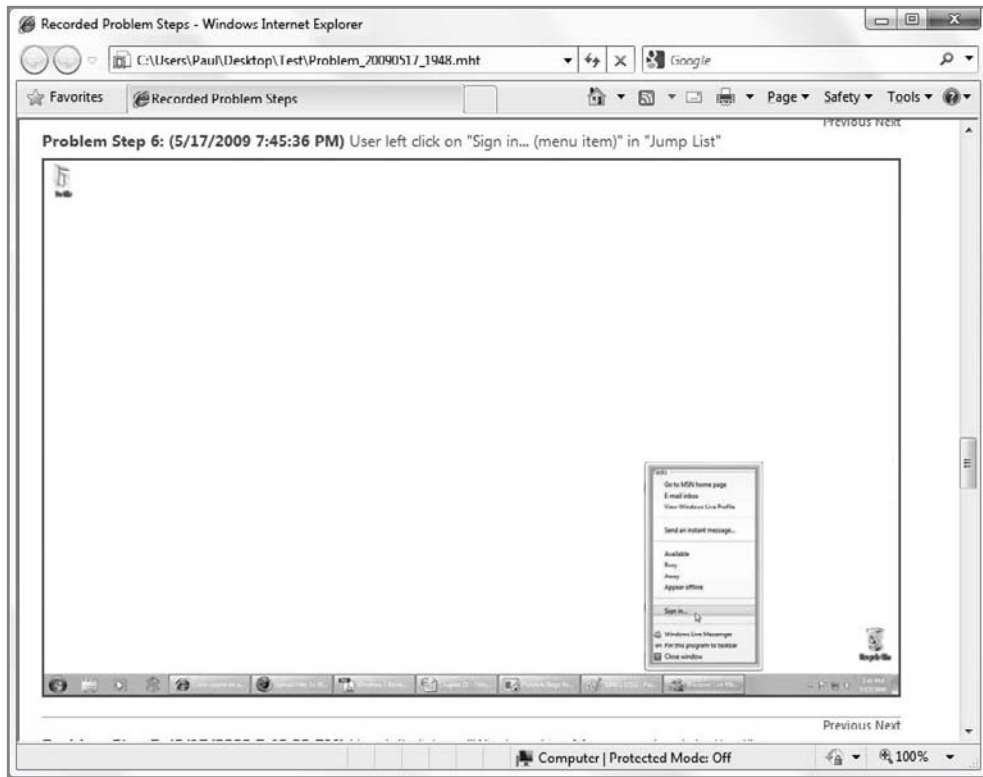 Recorded Problem Steps - Windows Internet Explorer
C:\Users\Paul\Desktop\Test\Problem_20090517_1948.mht
Google
Favorites
Recorded Problem Steps
Page
Safety
Tools
Previous Next
Problem Step 6: (5/17/2009 7:45:36 PM) User left click on "Sign in... (menu item)" in "Jump List"
Tasks
Go to MSN home page
E-mail inbox
View Windows Live Profile
Send an instant message...
Available
Busy
Away
Appear offline
Sign in...
Windows Live Messenger
Pin this program to taskbar
Close window
Recycle Bin
Previous Next
Computer | Protected Mode: Off
100%